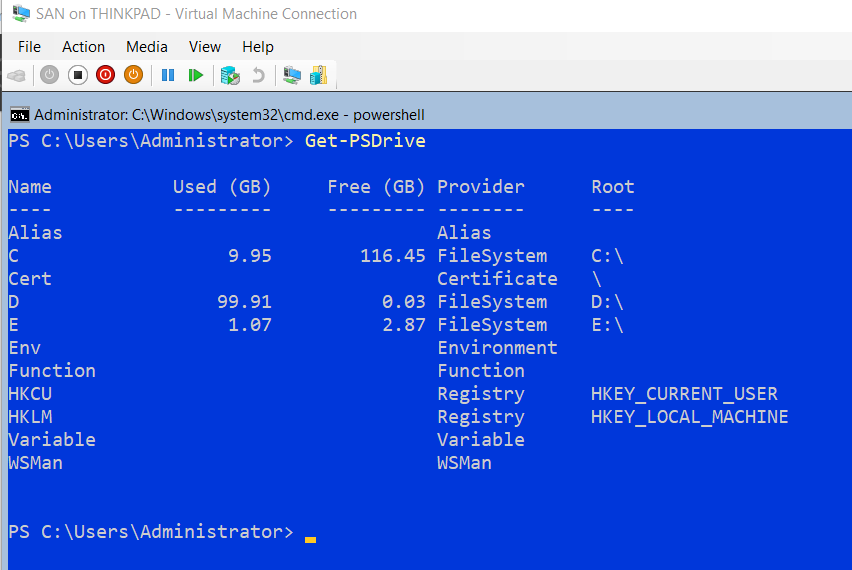 SAN on THINKPAD - Virtual Machine Connection
File Action Media View Help
Administrator: C:\Windows\system32\cmd.exe - powershell
PS C:\Users\Administrator> Get-PSDrive
Name Used (GB) Free (GB) Provider Root
---- --------- --------- -------- ----
Alias Alias
C 9.95 116.45 FileSystem C:\
Cert Certificate \
D 99.91 0.03 FileSystem D:\
E 1.07 2.87 FileSystem E:\
Env Environment
Function Function
HKCU Registry HKEY_CURRENT_USER
HKLM Registry HKEY_LOCAL_MACHINE
Variable Variable
WSMan WSMan
PS C:\Users\Administrator>